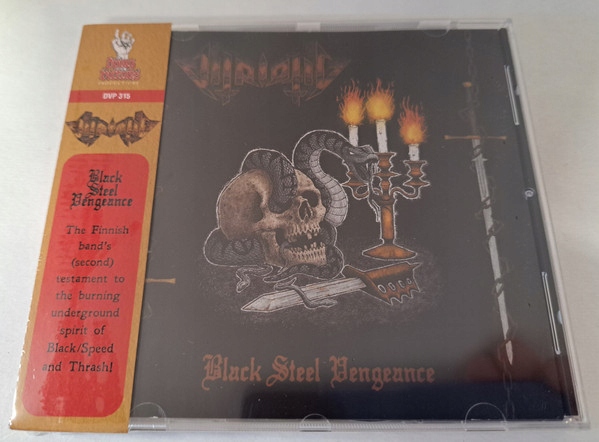 DVP 315
Black
Steel
Vengeance
The Finnish
band's
(second)
testament to
the burning
underground
spirit of
Black/Speed
and Thrash!
Black Steel Vengeance